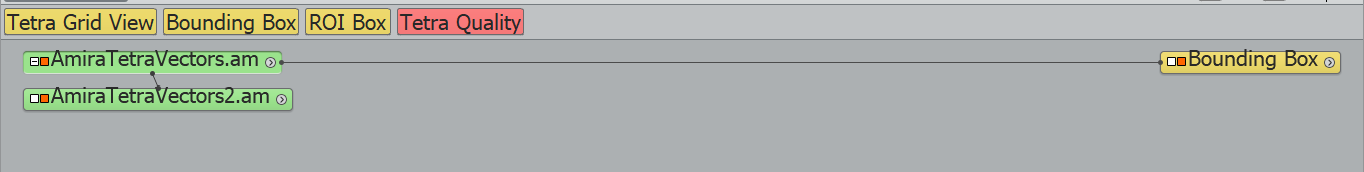 Tetra Grid View Bounding Box ROI Box Tetra Quality
AmiraTetraVectors.am Bounding Box
AmiraTetraVectors2.am